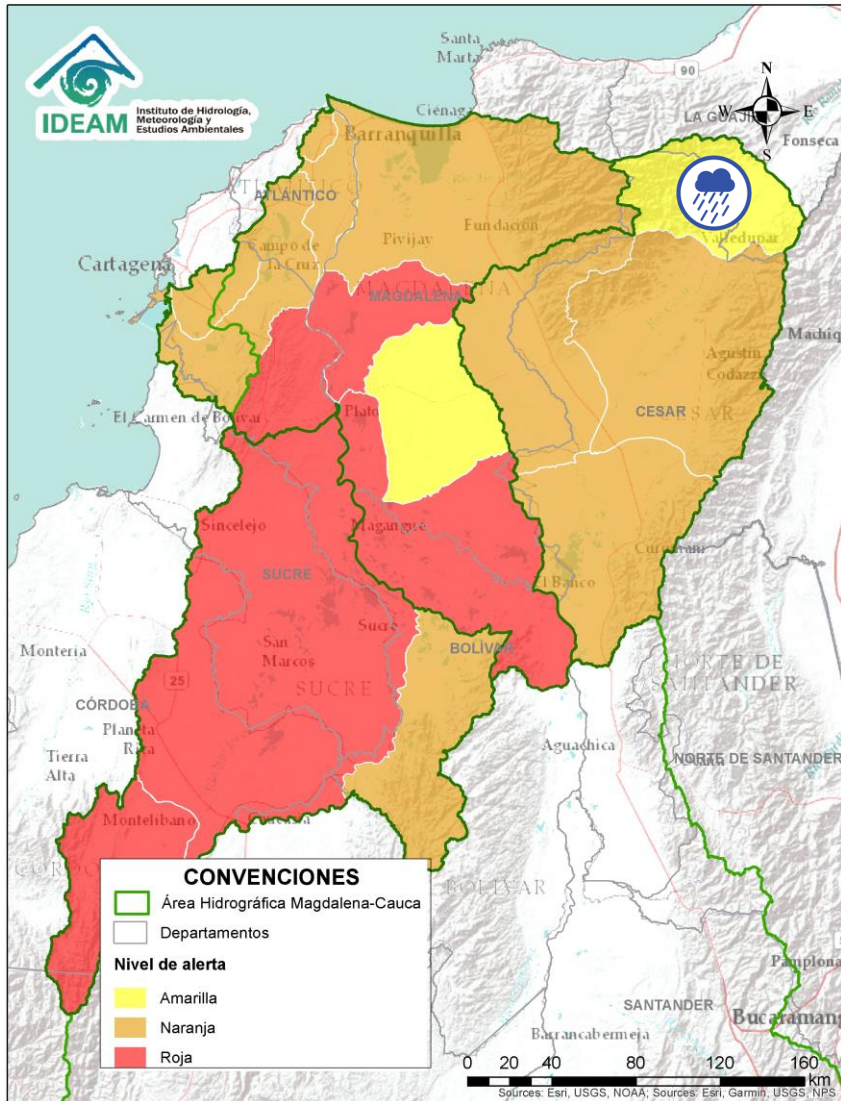 IDEAM
Instituto de Hidrología,
Meteorología y
Estudios Ambientales
Santa
Marta
90
N
W
E
S
LA GUAJIRA
Fonseca
Ciénaga
Barranquilla
ATLÁNTICO
Fundación
Valledupar
Campo de
la Cruz
Pivijay
Cartagena
MAGDALENA
MAGDALENA
Agustín
Codazzi
CESAR
CESAR
El Carmen de Bolívar
Plato
Sincelejo
Magangué
SUCRE
El Banco
Sucre
BOLÍVAR
San
Marcos
SUCRE
Montería
25
NORTE DE
SANTANDER
CÓRDOBA
Planeta
Rica
Aguachica
Tierra
Alta
NORTE DE SANTANDER
Montelíbano
BOLÍVAR
CONVENCIONES
Área Hidrográfica Magdalena-Cauca
Departamentos
Nivel de alerta
Amarilla
Naranja
Roja
Pamplona
SANTANDER
Bucaramang
Barrancabermeja
0 20 40 80 120 160
km
Sources: Esri, USGS, NOAA; Sources: Esri, Garmin, USGS, NPS